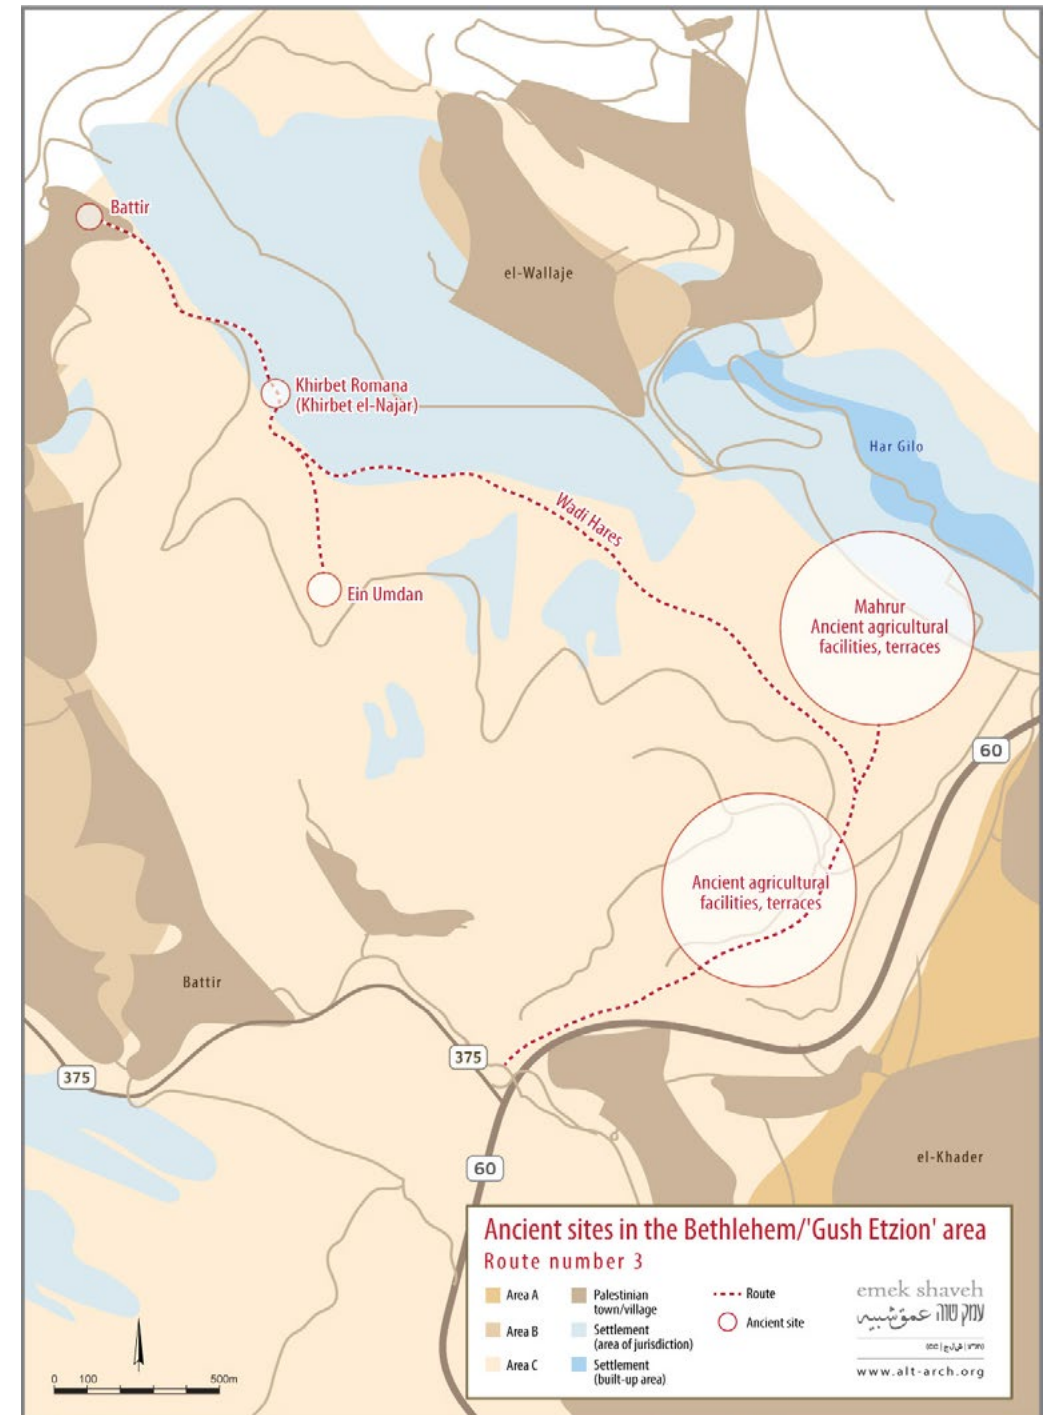 Battir
el-Wallaje
Khirbet Romana
(Khirbet el-Najar)
Har Gilo
Wadi Hares
Ein Umdan
Mahrur
Ancient agricultural
facilities, terraces
60
Ancient agricultural
facilities, terraces
Battir
375
375
60
el-Khader
Ancient sites in the Bethlehem/'Gush Etzion' area
Route number 3
Area A
Area B
Area C
Palestinian
town/village
Settlement
(area of jurisdiction)
Settlement
(built-up area)
Route
Ancient site
emek shaveh
עמק שווה
www.alt-arch.org
0 100 500m